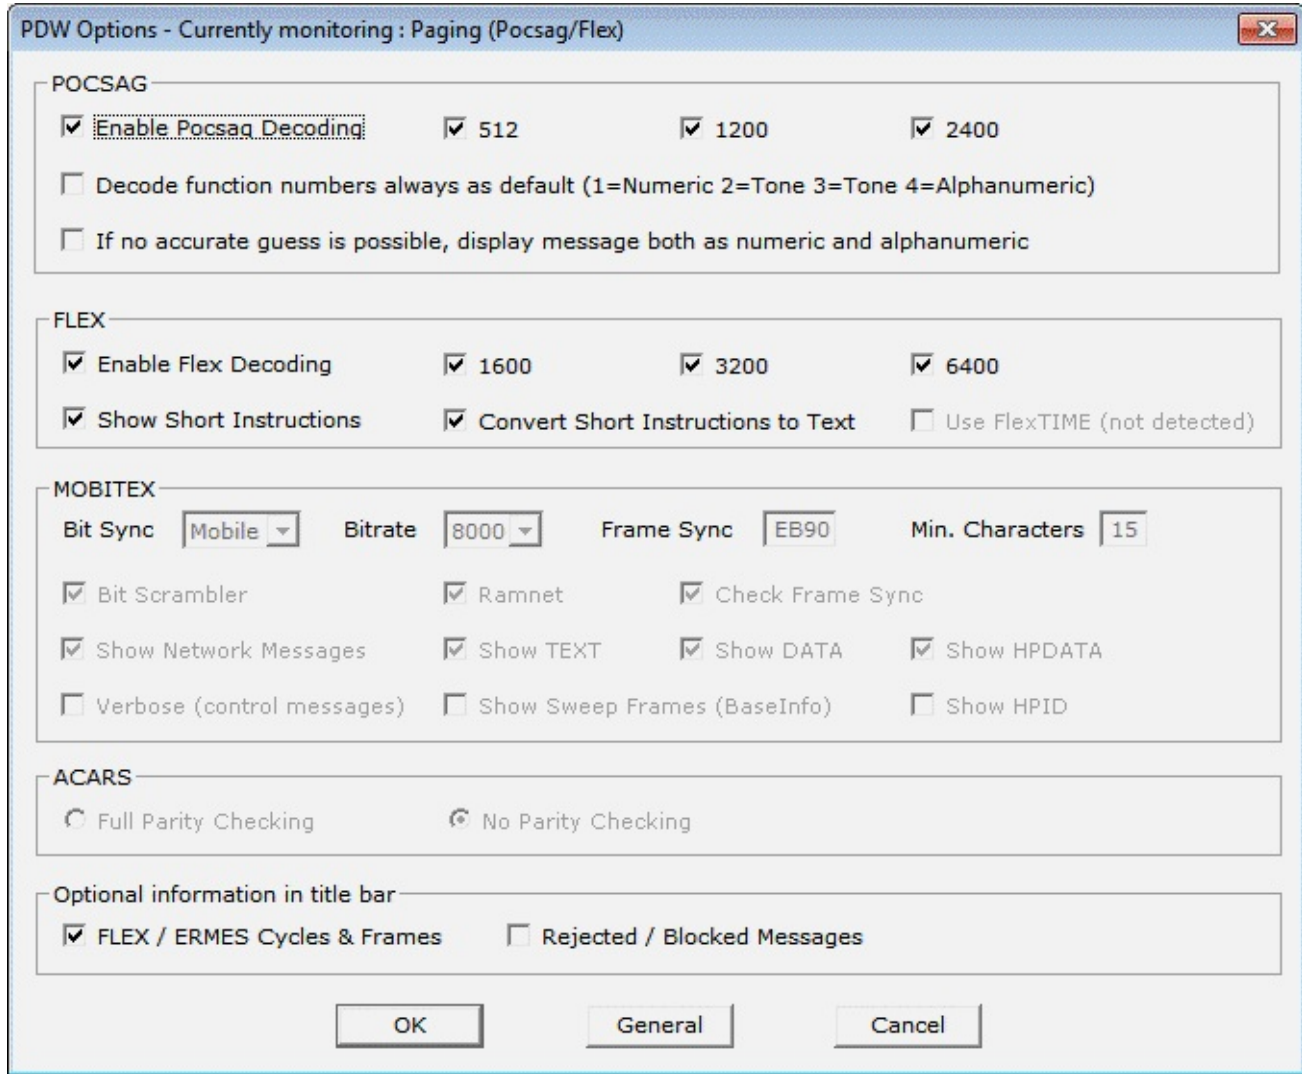 PDW Options - Currently monitoring : Paging (Pocsag/Flex)
POCSAG
Enable Pocsag Decoding 512 1200 2400
Decode function numbers always as default (1=Numeric 2=Tone 3=Tone 4=Alphanumeric)
If no accurate guess is possible, display message both as numeric and alphanumeric
FLEX
Enable Flex Decoding 1600 3200 6400
Show Short Instructions Convert Short Instructions to Text Use FlexTIME (not detected)
MOBITEX
Bit Sync Mobile Bitrate 8000 Frame Sync EB90 Min. Characters 15
Bit Scrambler Ramnet Check Frame Sync
Show Network Messages Show TEXT Show DATA Show HPDATA
Verbose (control messages) Show Sweep Frames (BaseInfo) Show HPID
ACARS
Full Parity Checking No Parity Checking
Optional information in title bar
FLEX / ERMES Cycles & Frames Rejected / Blocked Messages
OK General Cancel